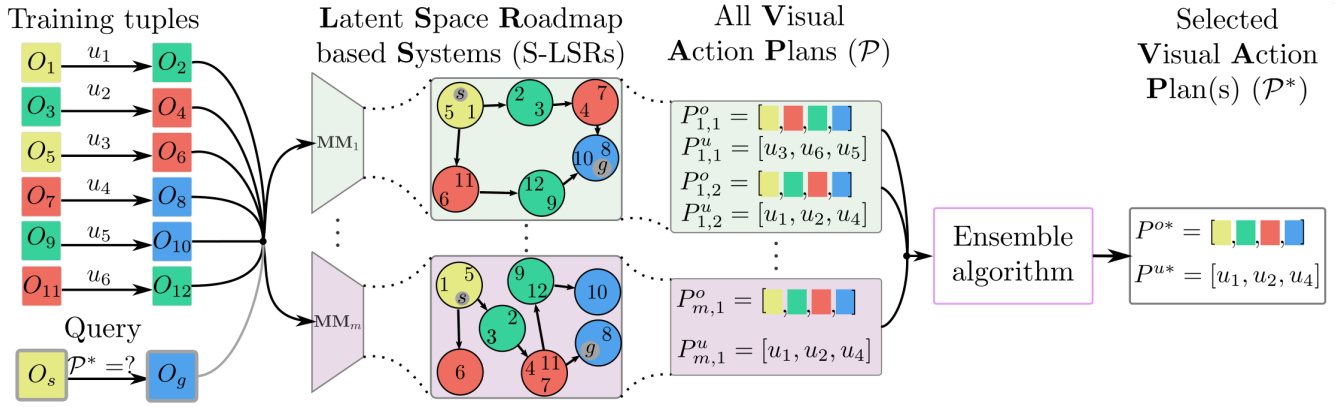 Training tuples
O₁ u₁ O₂
O₃ u₂ O₄
O₅ u₃ O₆
O₇ u₄ O₈
O₉ u₅ O₁₀
O₁₁ u₆ O₁₂
Query
Oₛ 𝒫* =? O_g
Latent Space Roadmap
based Systems (S-LSRs)
MM₁
s
5 1
2
3
7
4
8
10 g
11
6
12
9
MMₘ
5
1
s
2
3
9
12
10
8
g
6
4 11
7
All Visual
Action Plans (𝒫)
P^o_{1,1} = [ , , , ]
P^u_{1,1} = [u₃, u₆, u₅]
P^o_{1,2} = [ , , , ]
P^u_{1,2} = [u₁, u₂, u₄]
P^o_{m,1} = [ , , , ]
P^u_{m,1} = [u₁, u₂, u₄]
Ensemble
algorithm
Selected
Visual Action
Plan(s) (𝒫*)
P^{o*} = [ , , , ]
P^{u*} = [u₁, u₂, u₄]